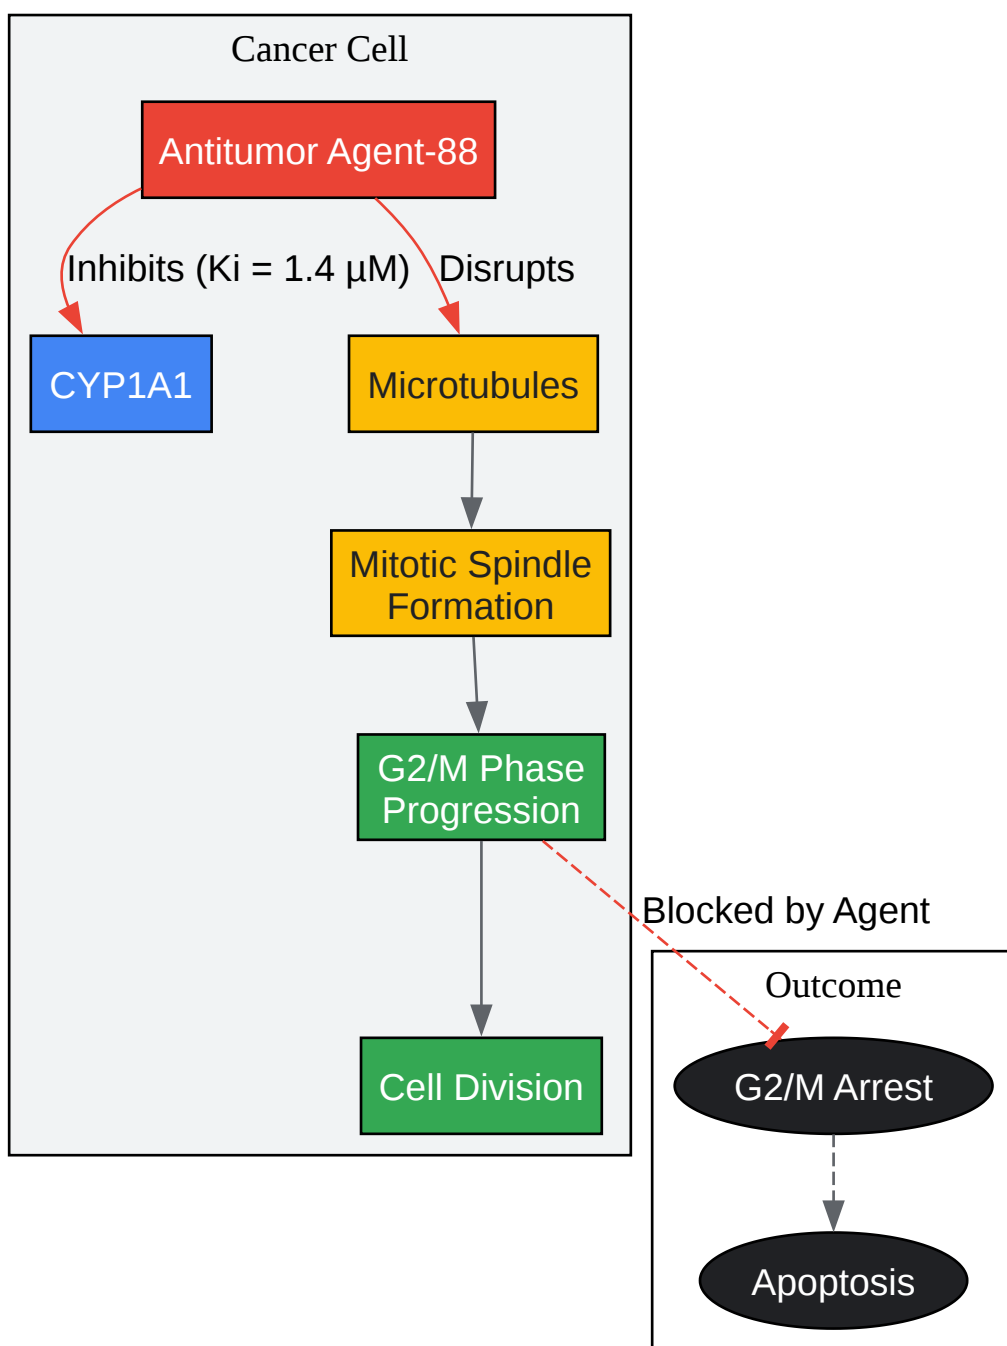 Cancer Cell
Antitumor Agent-88
Inhibits (Ki = 1.4 µM)
Disrupts
CYP1A1
Microtubules
Mitotic Spindle
Formation
G2/M Phase
Progression
Blocked by Agent
Outcome
G2/M Arrest
Cell Division
Apoptosis